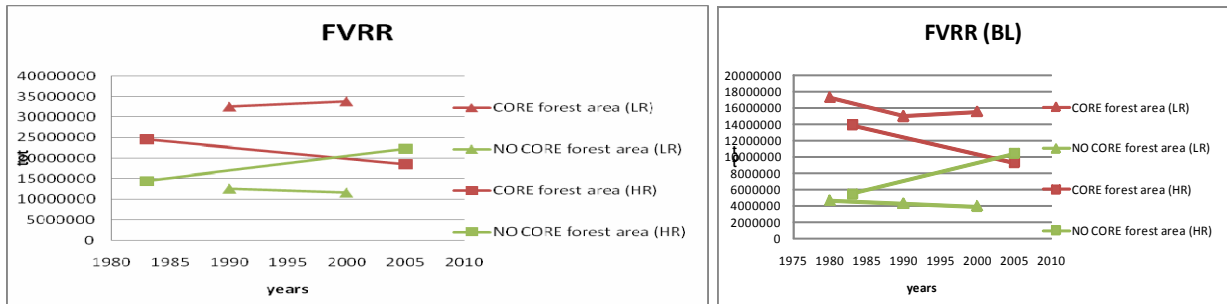 FVRR
40000000
35000000
30000000
25000000
20000000
15000000
10000000
5000000
0
1980 1985 1990 1995 2000 2005 2010
years
CORE forest area (LR)
NO CORE forest area (LR)
CORE forest area (HR)
NO CORE forest area (HR)
FVRR (BL)
20000000
18000000
16000000
14000000
12000000
10000000
8000000
6000000
4000000
2000000
0
1975 1980 1985 1990 1995 2000 2005 2010
years
CORE forest area (LR)
NO CORE forest area (LR)
CORE forest area (HR)
NO CORE forest area (HR)